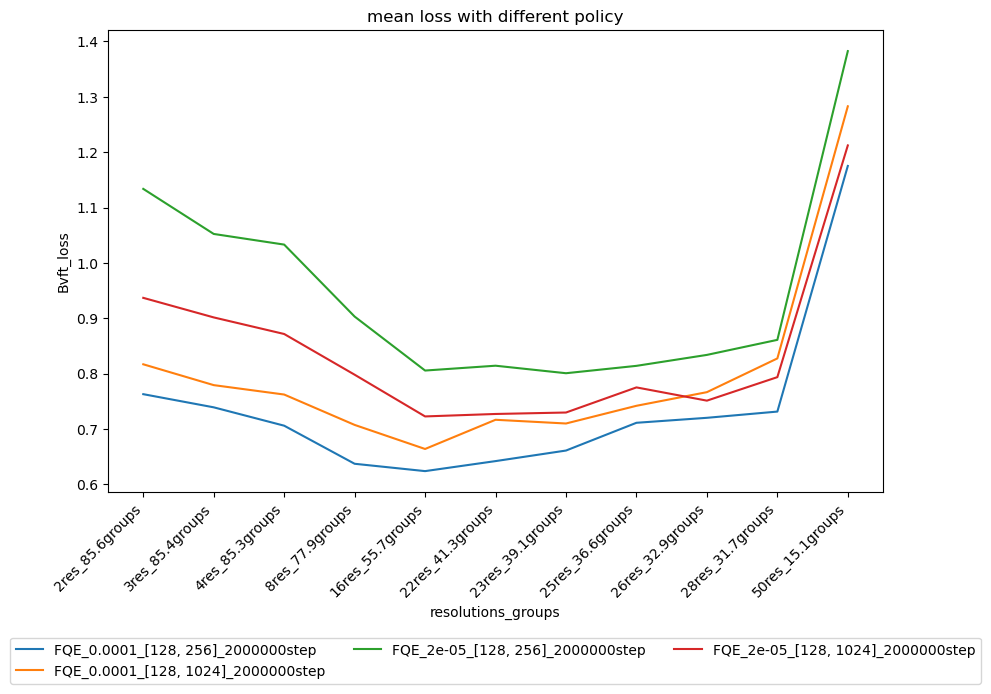 mean loss with different policy
Bvft_loss
1.4
1.3
1.2
1.1
1.0
0.9
0.8
0.7
0.6
2res_85.6groups
3res_85.4groups
4res_85.3groups
8res_77.9groups
16res_55.7groups
22res_41.3groups
23res_39.1groups
25res_36.6groups
26res_32.9groups
28res_31.7groups
50res_15.1groups
resolutions_groups
FQE_0.0001_[128, 256]_2000000step
FQE_0.0001_[128, 1024]_2000000step
FQE_2e-05_[128, 256]_2000000step
FQE_2e-05_[128, 1024]_2000000step